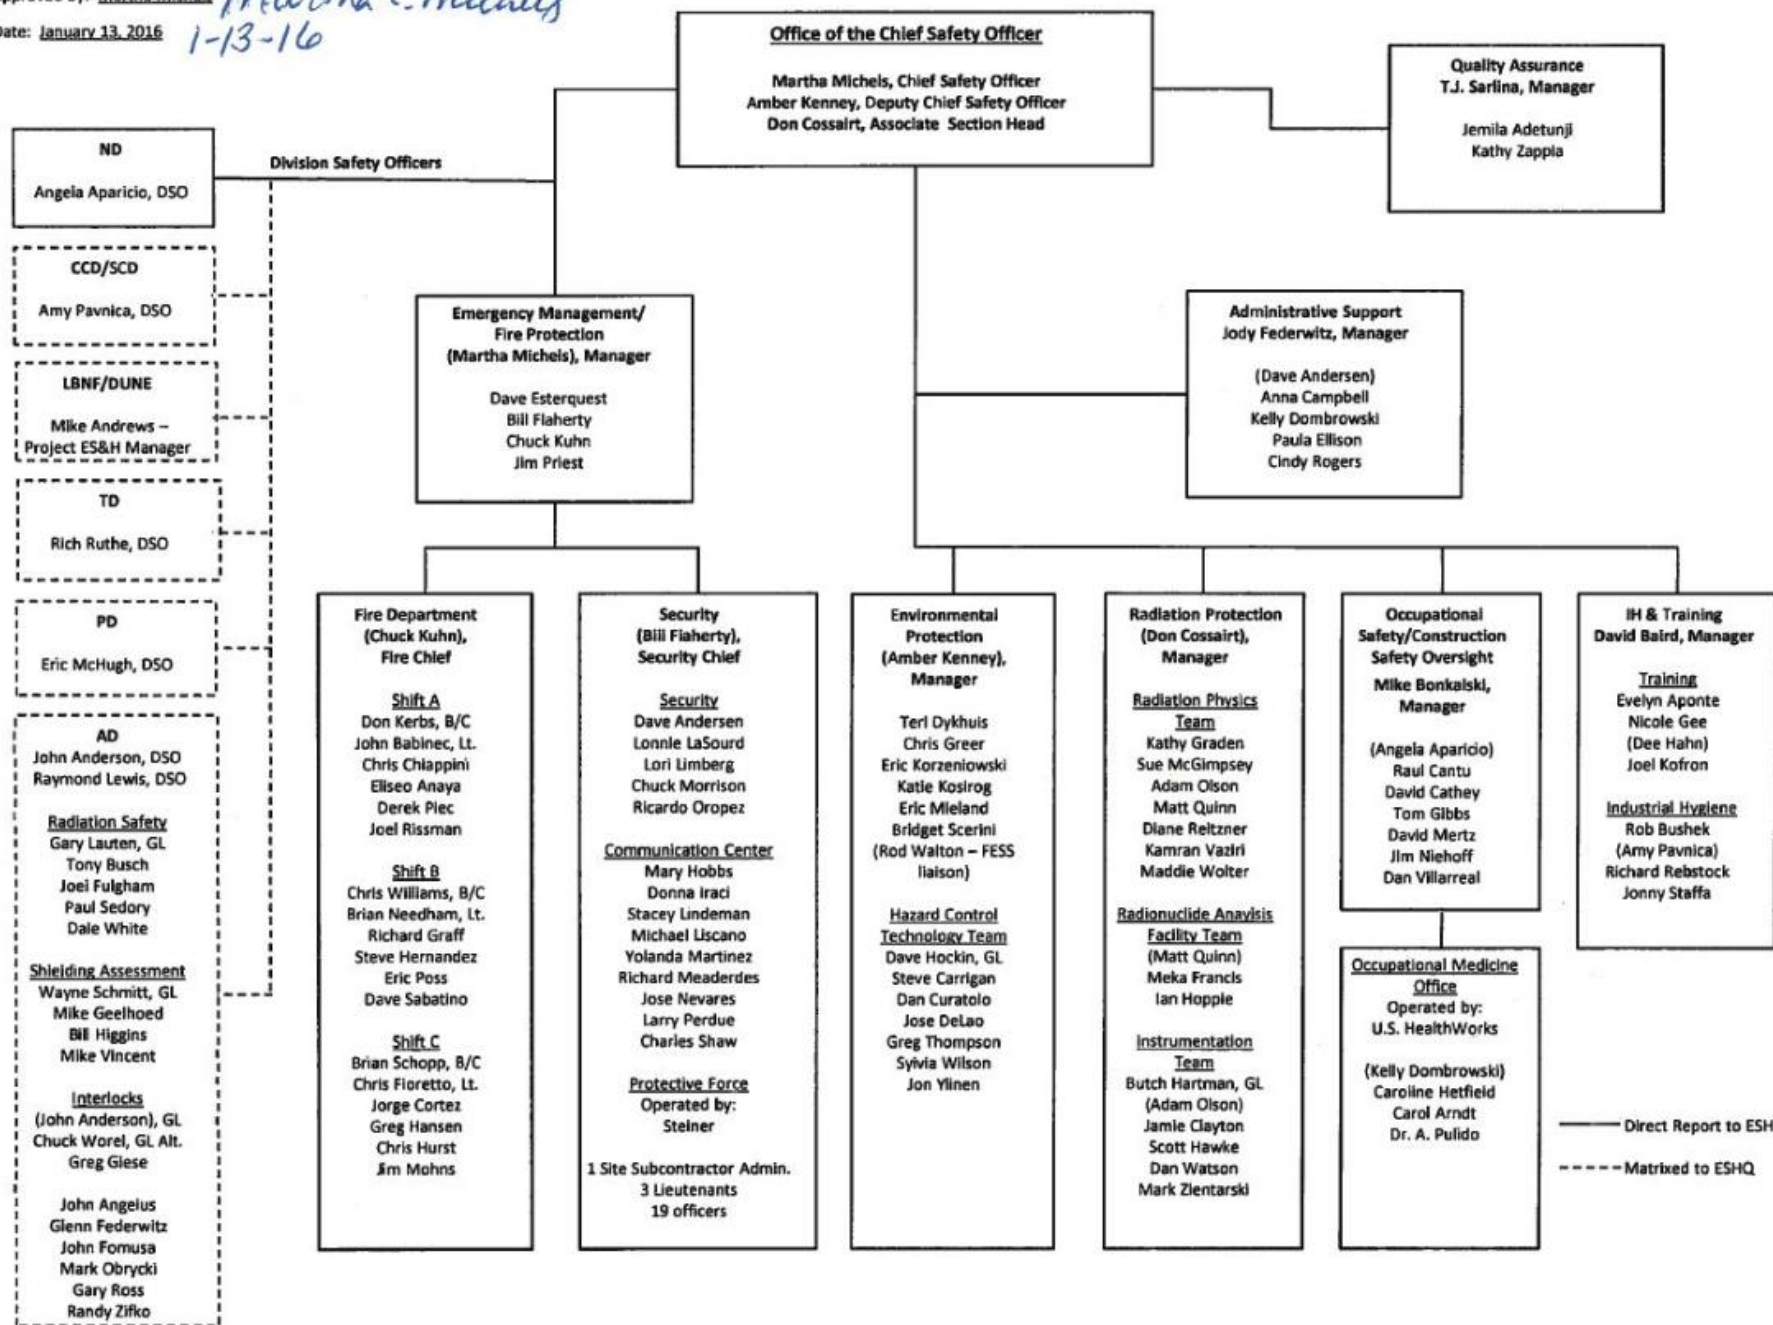 Approved by:
Date: January 13, 2016
1-13-16
Office of the Chief Safety Officer
Martha Michels, Chief Safety Officer
Amber Kenney, Deputy Chief Safety Officer
Don Cossairt, Associate Section Head
Quality Assurance
T.J. Sarlina, Manager
Jemila Adetunji
Kathy Zappia
Division Safety Officers
ND
Angela Aparicio, DSO
CCD/SCD
Amy Pavnica, DSO
LBNF/DUNE
Mike Andrews –
Project ES&H Manager
TD
Rich Ruthe, DSO
PD
Eric McHugh, DSO
AD
John Anderson, DSO
Raymond Lewis, DSO
Radiation Safety
Gary Lauten, GL
Tony Busch
Joel Fulgham
Paul Sedory
Dale White
Shielding Assessment
Wayne Schmitt, GL
Mike Geelhoed
Bill Higgins
Mike Vincent
Interlocks
(John Anderson), GL
Chuck Worel, GL Alt.
Greg Giese
John Angelus
Glenn Federwitz
John Fomusa
Mark Obrycki
Gary Ross
Randy Zifko
Emergency Management/
Fire Protection
(Martha Michels), Manager
Dave Esterquest
Bill Flaherty
Chuck Kuhn
Jim Priest
Administrative Support
Jody Federwitz, Manager
(Dave Andersen)
Anna Campbell
Kelly Dombrowski
Paula Ellison
Cindy Rogers
Fire Department
(Chuck Kuhn),
Fire Chief
Shift A
Don Kerbs, B/C
John Babinec, Lt.
Chris Chiappini
Eliseo Anaya
Derek Plec
Joel Rissman
Shift B
Chris Williams, B/C
Brian Needham, Lt.
Richard Graff
Steve Hernandez
Eric Poss
Dave Sabatino
Shift C
Brian Schopp, B/C
Chris Fioretto, Lt.
Jorge Cortez
Greg Hansen
Chris Hurst
Jim Mohns
Security
(Bill Flaherty),
Security Chief
Security
Dave Andersen
Lonnie LaSourd
Lori Limberg
Chuck Morrison
Ricardo Oropez
Communication Center
Mary Hobbs
Donna Iraci
Stacey Lindeman
Michael Liscano
Yolanda Martinez
Richard Meaderdes
Jose Nevares
Larry Perdue
Charles Shaw
Protective Force
Operated by:
Steiner
1 Site Subcontractor Admin.
3 Lieutenants
19 officers
Environmental
Protection
(Amber Kenney),
Manager
Teri Dykhuis
Chris Greer
Eric Korzeniowski
Katie Kosirog
Eric Mieland
Bridget Scerini
(Rod Walton – FESS
liaison)
Hazard Control
Technology Team
Dave Hockin, GL
Steve Carrigan
Dan Curatolo
Jose DeLao
Greg Thompson
Sylvia Wilson
Jon Ylinen
Radiation Protection
(Don Cossairt),
Manager
Radiation Physics
Team
Kathy Graden
Sue McGimpsey
Adam Olson
Matt Quinn
Diane Reitzner
Kamran Vaziri
Maddie Wolter
Radionuclide Anaylsis
Facility Team
(Matt Quinn)
Meka Francis
Ian Hopple
Instrumentation
Team
Butch Hartman, GL
(Adam Olson)
Jamie Clayton
Scott Hawke
Dan Watson
Mark Zientarski
Occupational
Safety/Construction
Safety Oversight
Mike Bonkalski,
Manager
(Angela Aparicio)
Raul Cantu
David Cathey
Tom Gibbs
David Mertz
Jim Niehoff
Dan Villarreal
Occupational Medicine
Office
Operated by:
U.S. HealthWorks
(Kelly Dombrowski)
Caroline Hetfield
Carol Arndt
Dr. A. Pulido
IH & Training
David Baird, Manager
Training
Evelyn Aponte
Nicole Gee
(Dee Hahn)
Joel Kofron
Industrial Hygiene
Rob Bushek
(Amy Pavnica)
Richard Rebstock
Jonny Staffa
Direct Report to ESH
Matrixed to ESHQ